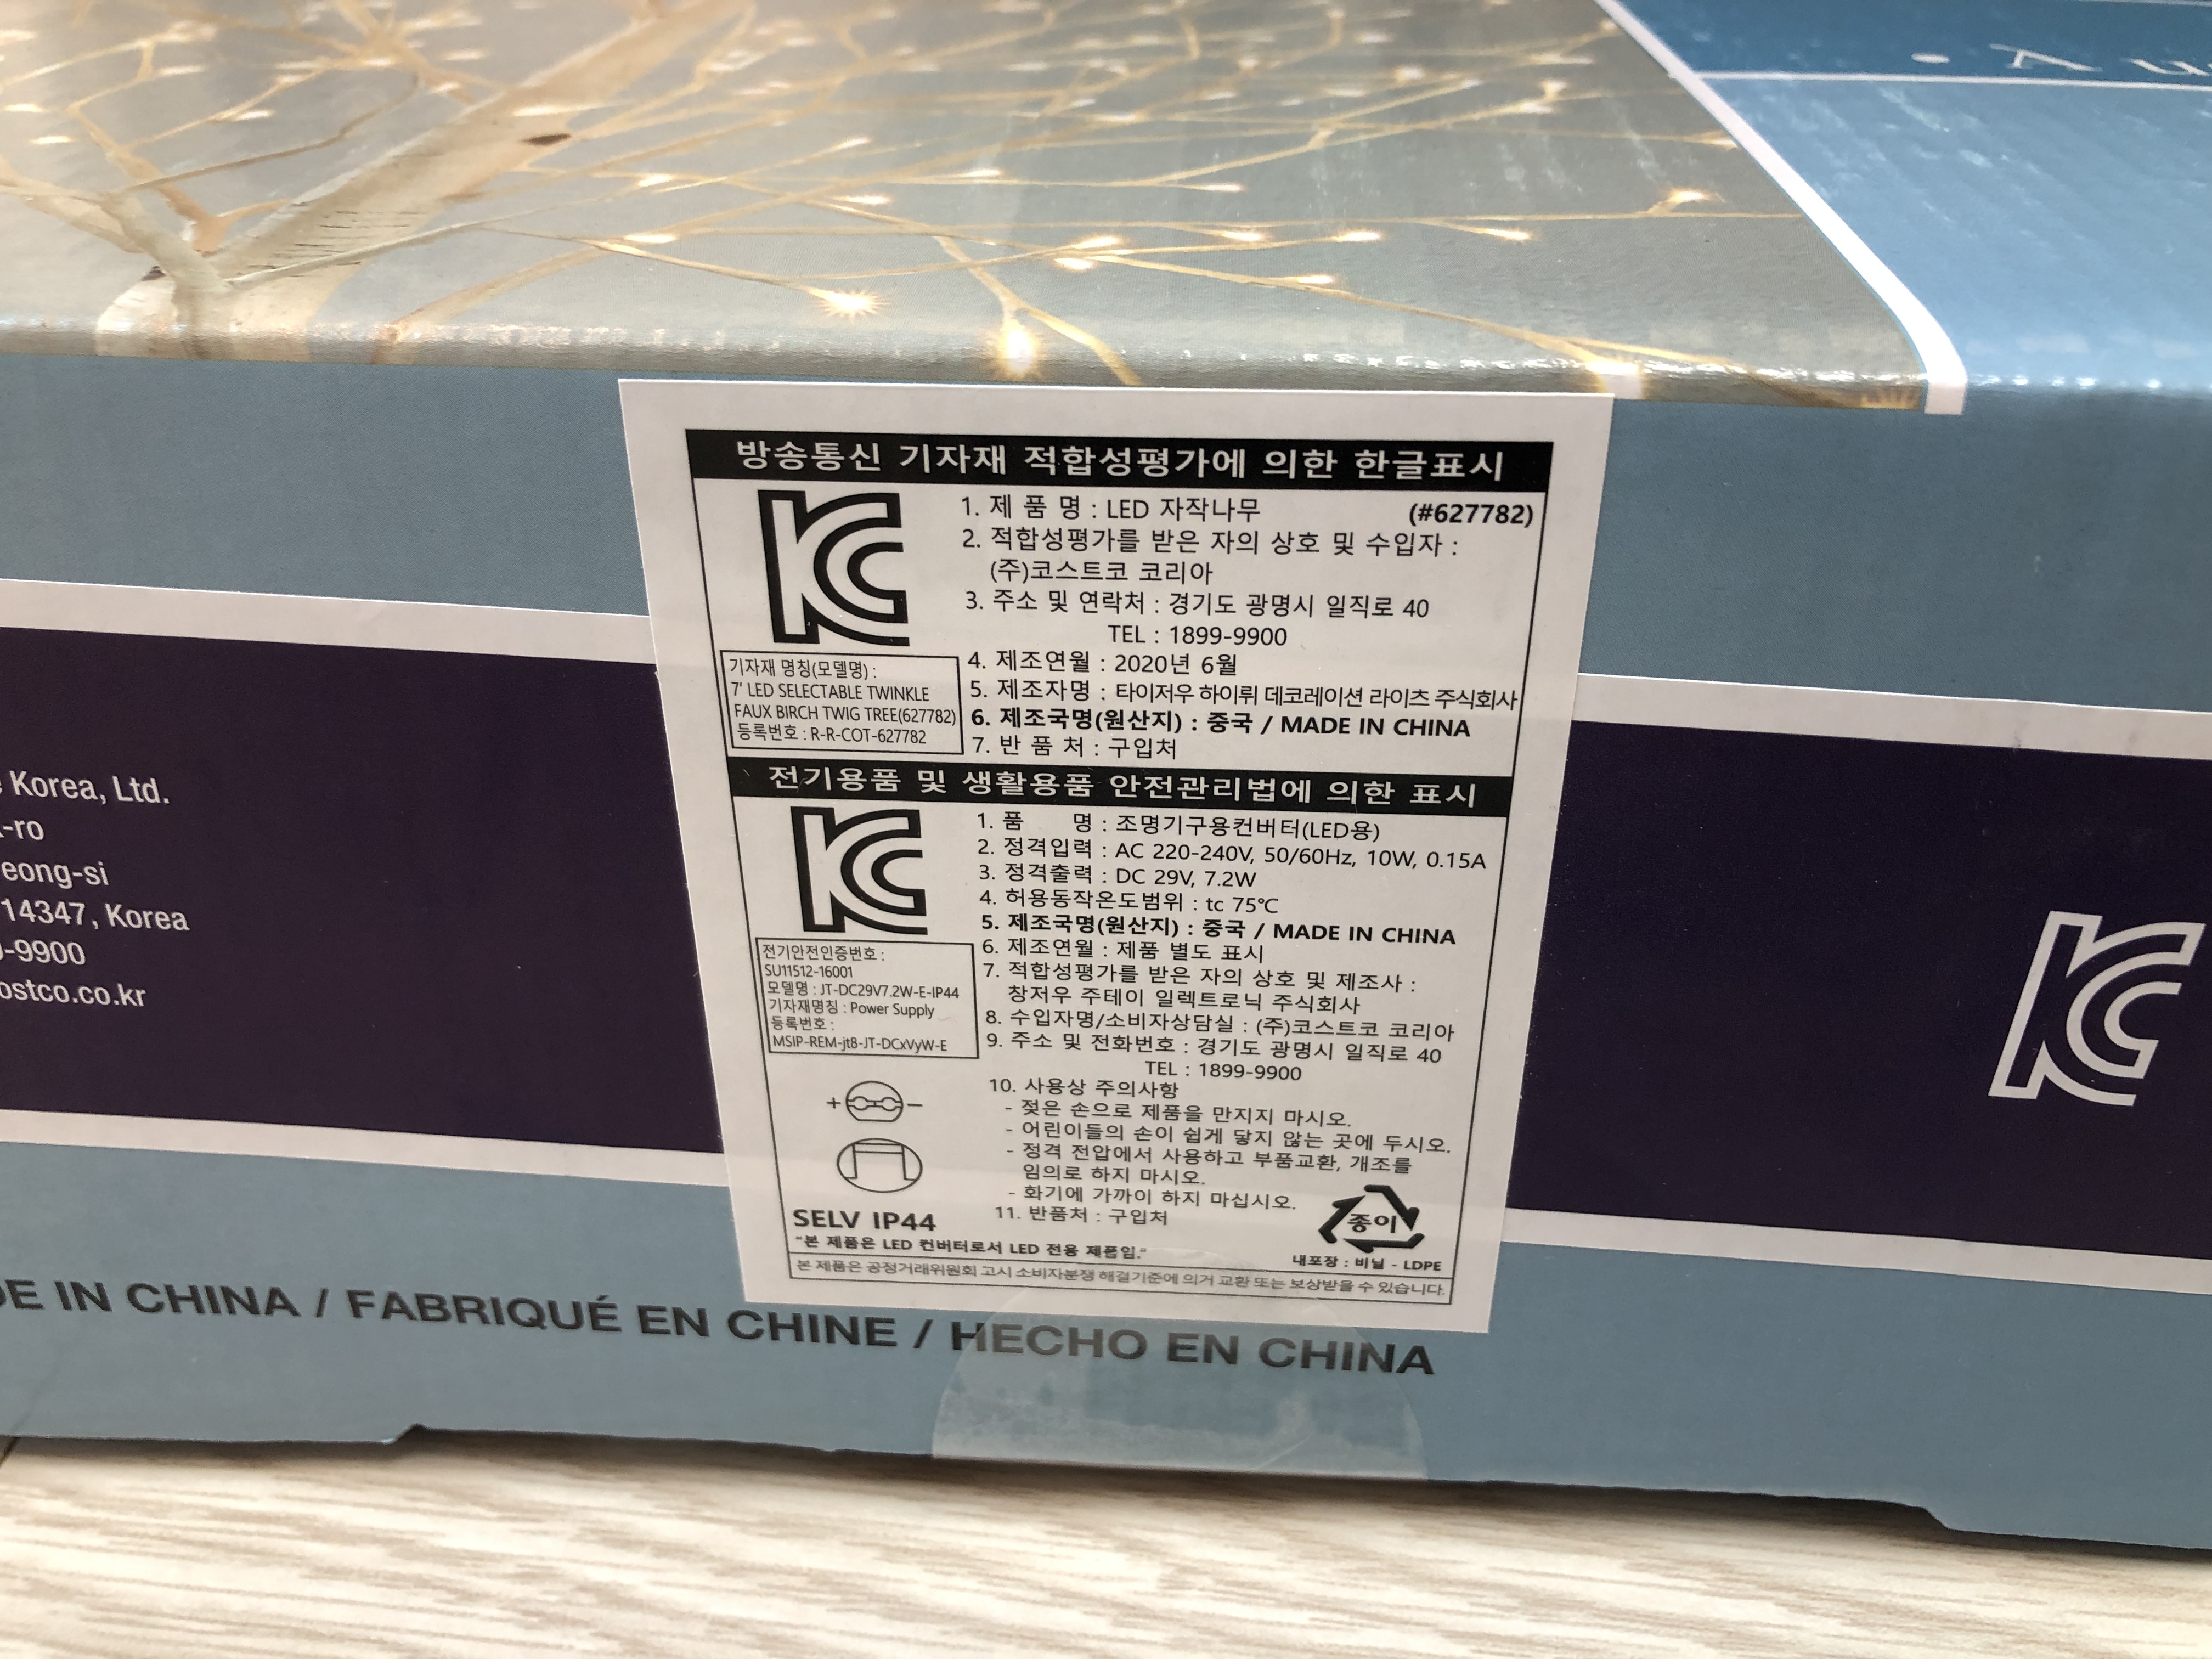 방송통신 기자재 적합성평가에 의한 한글표시
1. 제 품 명 : LED 자작나무 (#627782)
2. 적합성평가를 받은 자의 상호 및 수입자 :
(주)코스트코 코리아
3. 주소 및 연락처 : 경기도 광명시 일직로 40
TEL : 1899-9900
4. 제조연월 : 2020년 6월
5. 제조자명 : 타이저우 하이뤼 데코레이션 라이츠 주식회사
6. 제조국명(원산지) : 중국 / MADE IN CHINA
7. 반 품 처 : 구입처
기자재 명칭(모델명) :
7' LED SELECTABLE TWINKLE
FAUX BIRCH TWIG TREE(627782)
등록번호 : R-R-COT-627782
전기용품 및 생활용품 안전관리법에 의한 표시
1. 품 명 : 조명기구용컨버터(LED용)
2. 정격입력 : AC 220-240V, 50/60Hz, 10W, 0.15A
3. 정격출력 : DC 29V, 7.2W
4. 허용동작온도범위 : tc 75℃
5. 제조국명(원산지) : 중국 / MADE IN CHINA
6. 제조연월 : 제품 별도 표시
7. 적합성평가를 받은 자의 상호 및 제조사 :
창저우 주테이 일렉트로닉 주식회사
8. 수입자명/소비자상담실 : (주)코스트코 코리아
9. 주소 및 전화번호 : 경기도 광명시 일직로 40
TEL : 1899-9900
10. 사용상 주의사항
- 젖은 손으로 제품을 만지지 마시오.
- 어린이들의 손이 쉽게 닿지 않는 곳에 두시오.
- 정격 전압에서 사용하고 부품교환, 개조를
임의로 하지 마시오.
- 화기에 가까이 하지 마십시오.
11. 반품처 : 구입처
전기안전인증번호 :
SU11512-16001
모델명 : JT-DC29V7.2W-E-IP44
기자재명칭 : Power Supply
등록번호 :
MSIP-REM-jt8-JT-DCxVyW-E
+ -
SELV IP44
종이
"본 제품은 LED 컨버터로서 LED 전용 제품임."
내포장 : 비닐 - LDPE
본 제품은 공정거래위원회 고시 소비자분쟁 해결기준에 의거 교환 또는 보상받을 수 있습니다.
Korea, Ltd.
-ro
eong-si
14347, Korea
-9900
ostco.co.kr
DE IN CHINA / FABRIQUÉ EN CHINE / HECHO EN CHINA